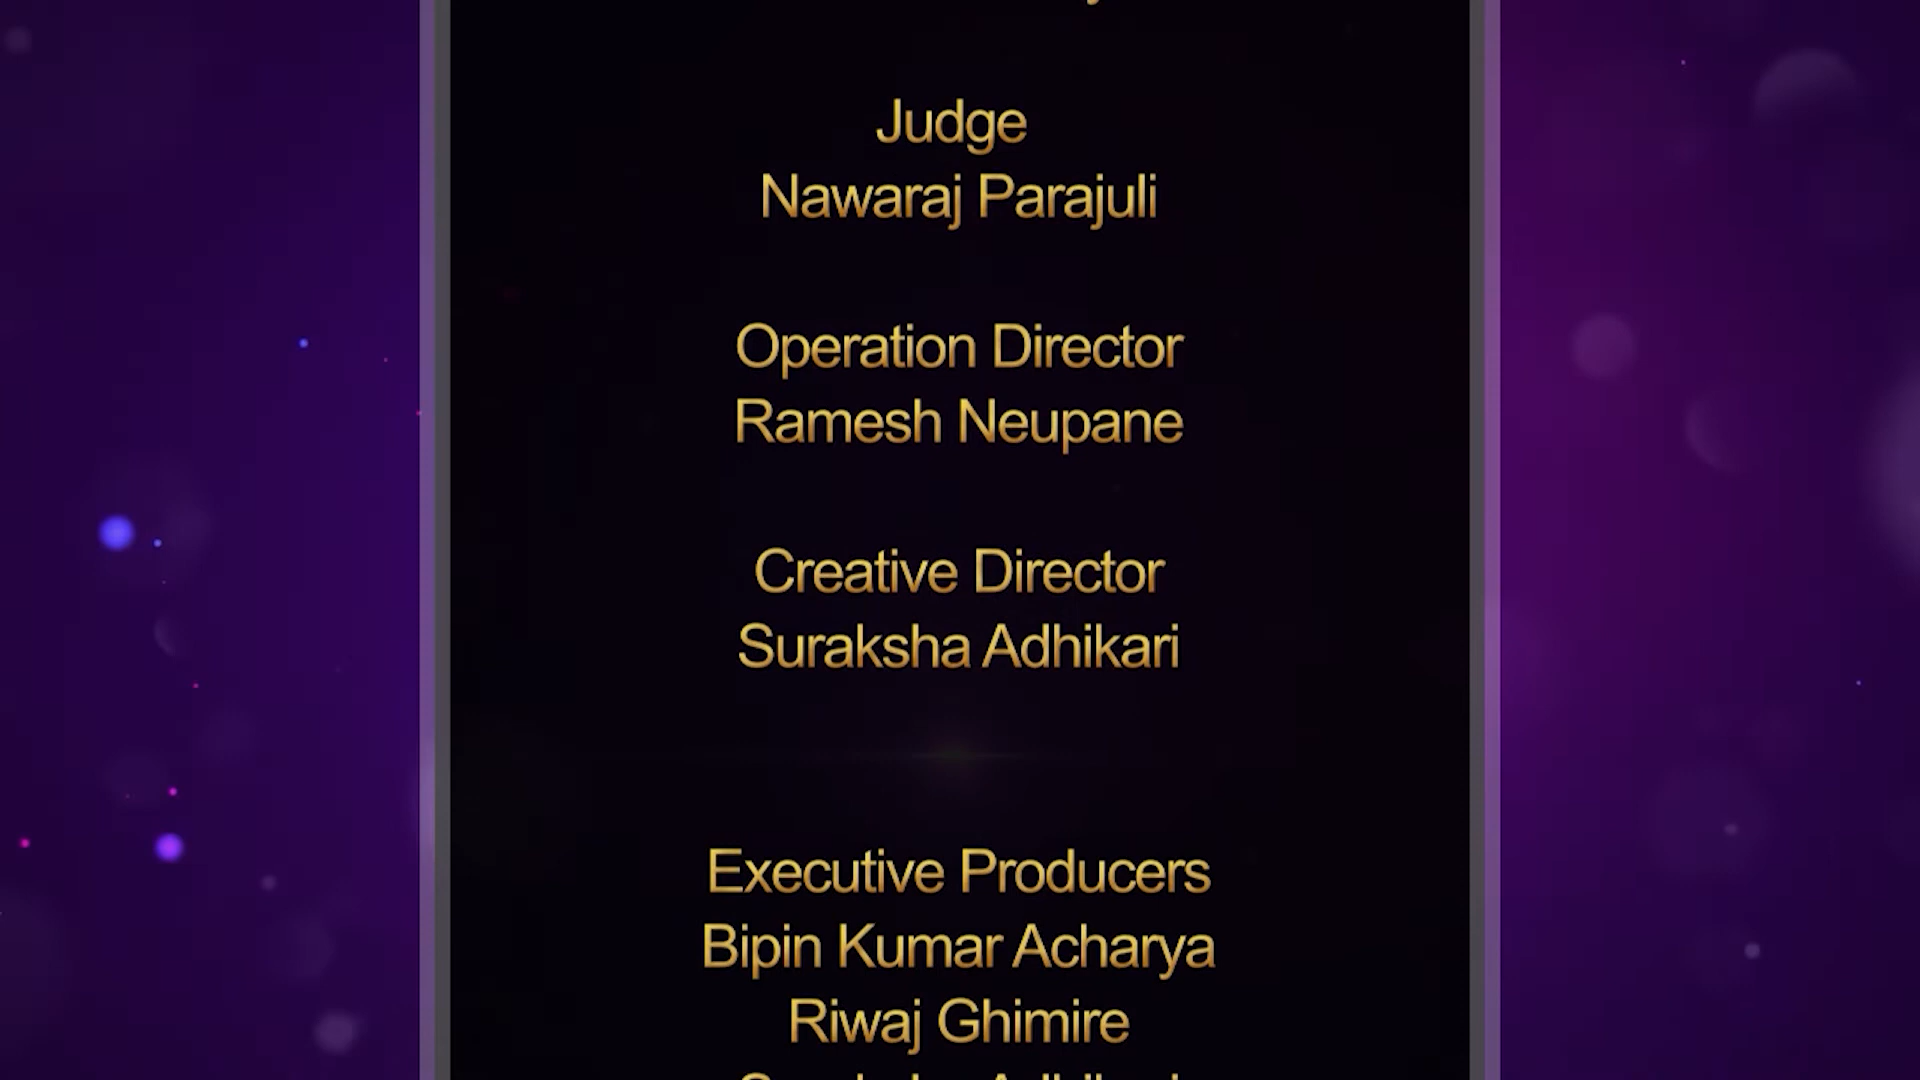 Judge
Nawaraj Parajuli
Operation Director
Ramesh Neupane
Creative Director
Suraksha Adhikari
Executive Producers
Bipin Kumar Acharya
Riwaj Ghimire